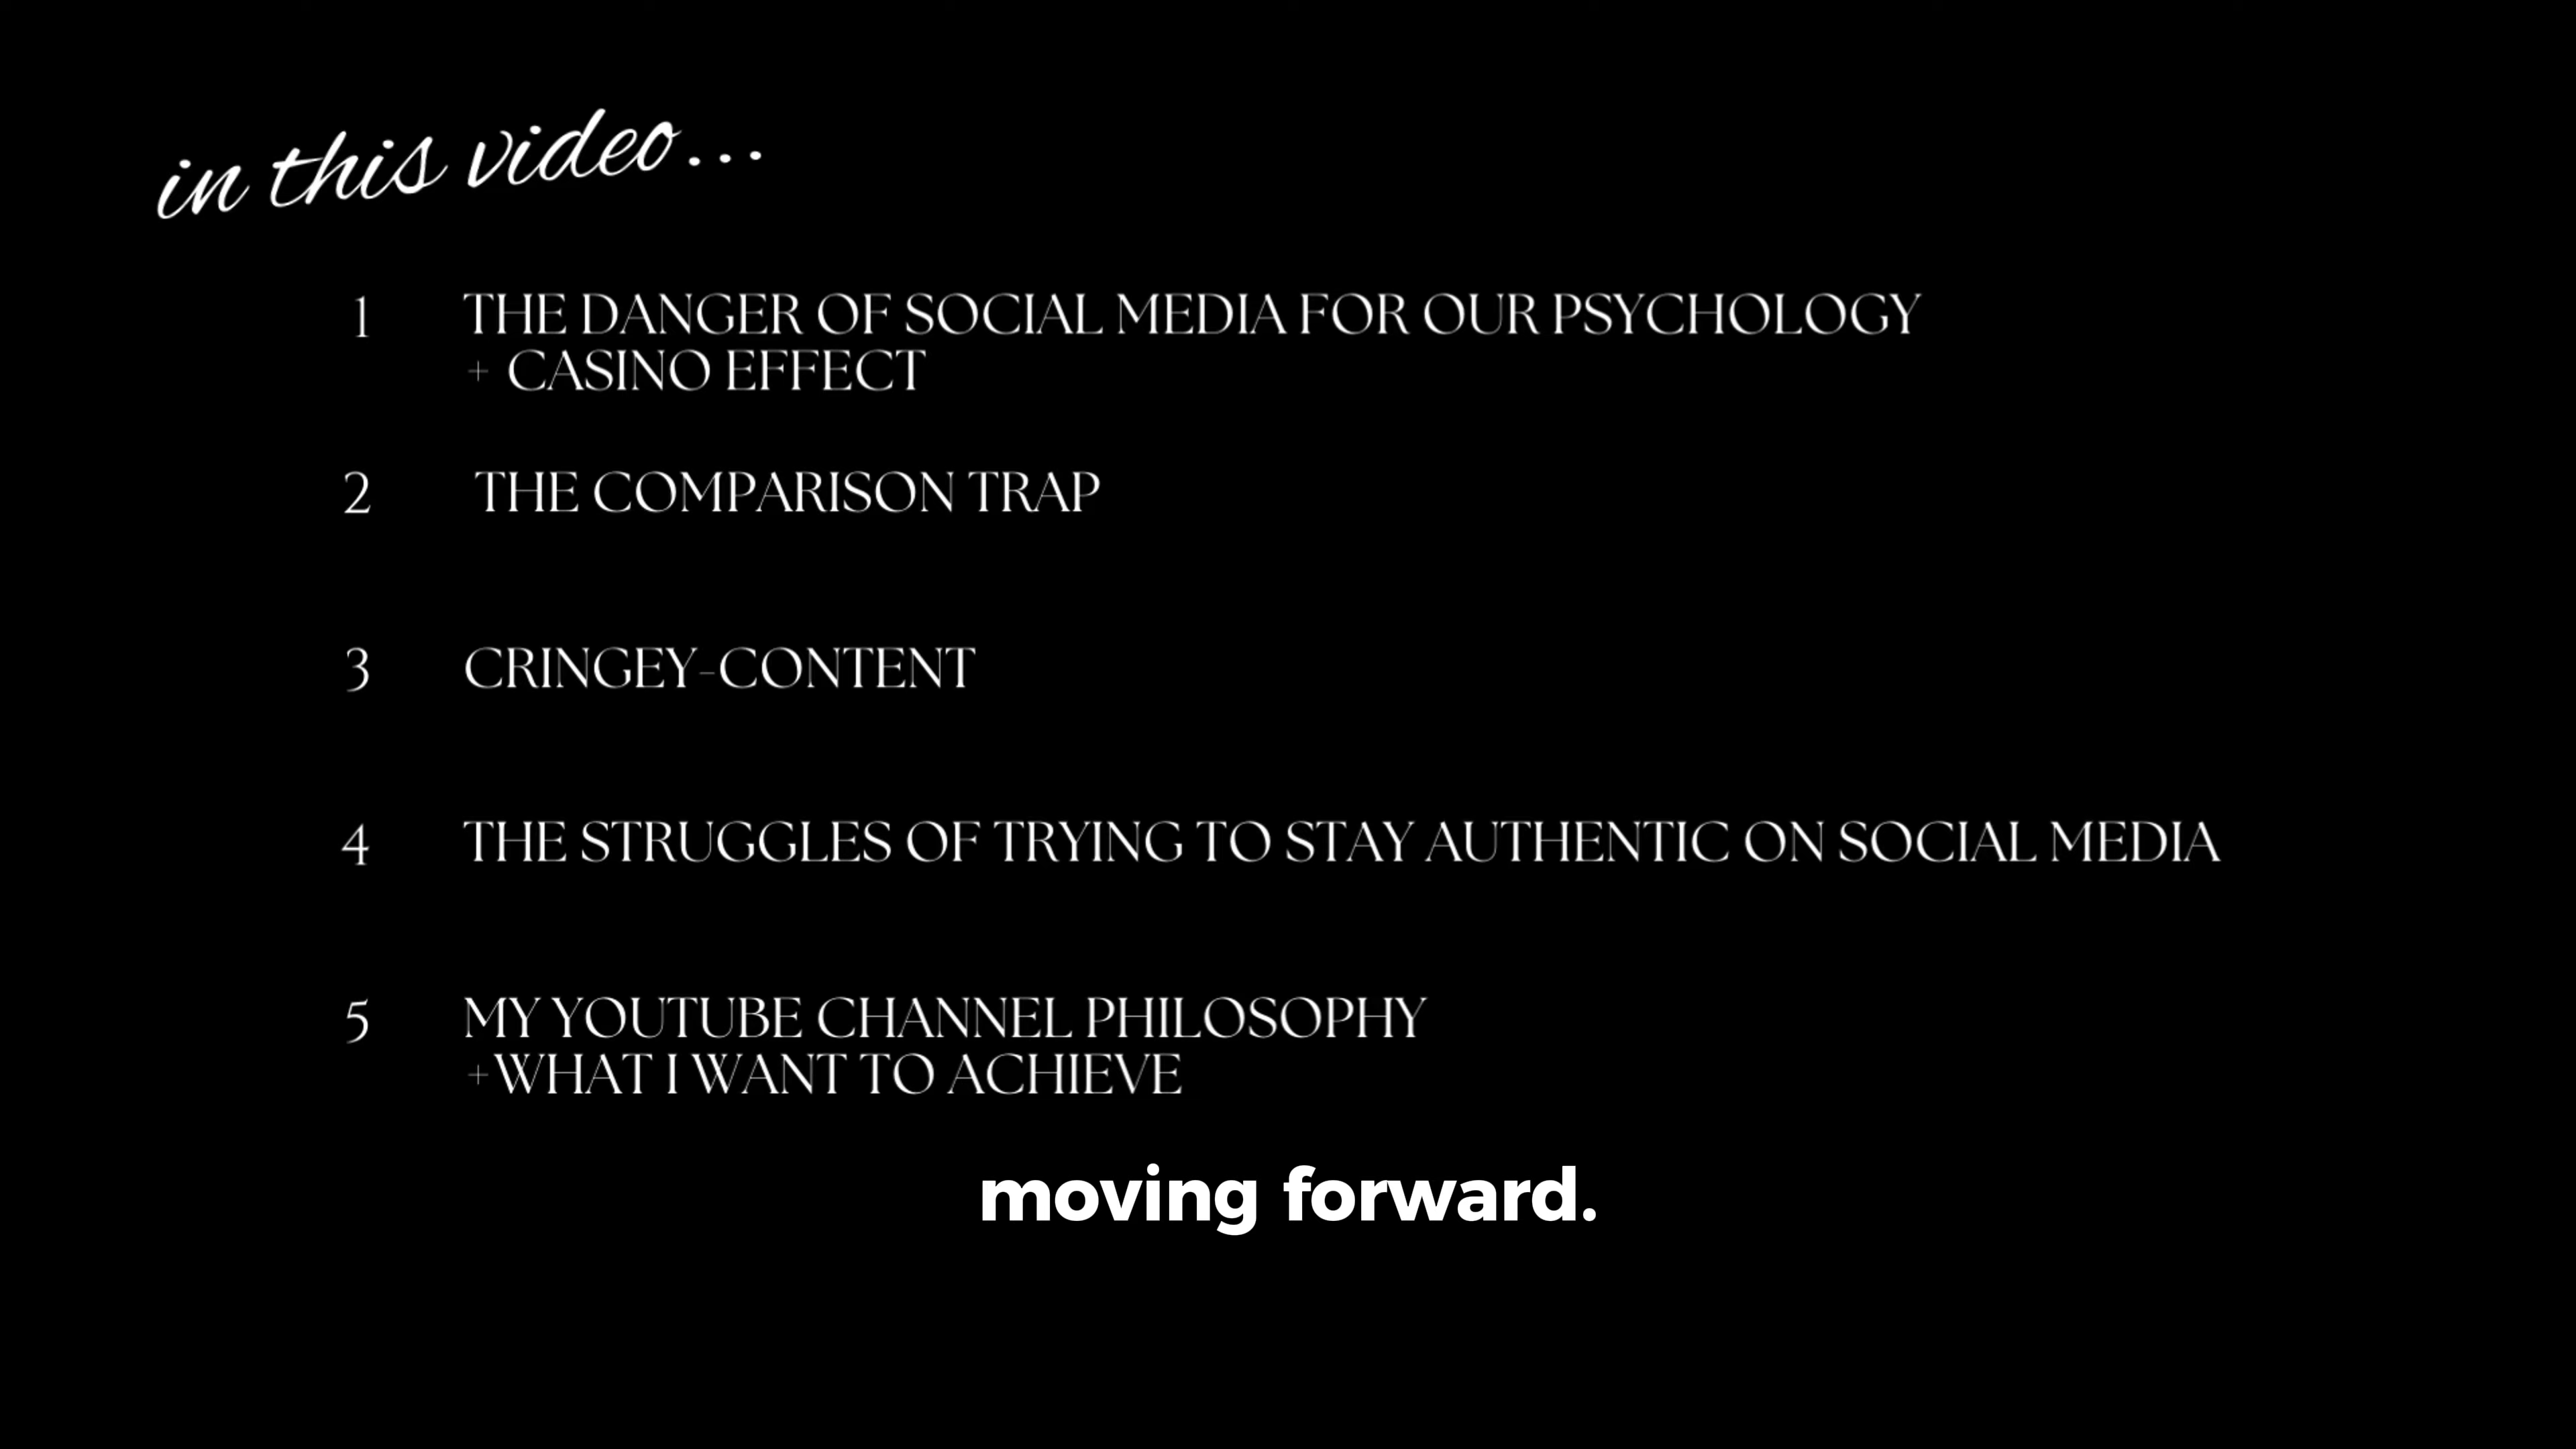 in this video...
1 THE DANGER OF SOCIAL MEDIA FOR OUR PSYCHOLOGY
+ CASINO EFFECT
2 THE COMPARISON TRAP
3 CRINGEY-CONTENT
4 THE STRUGGLES OF TRYING TO STAY AUTHENTIC ON SOCIAL MEDIA
5 MY YOUTUBE CHANNEL PHILOSOPHY
+WHAT I WANT TO ACHIEVE
moving forward.